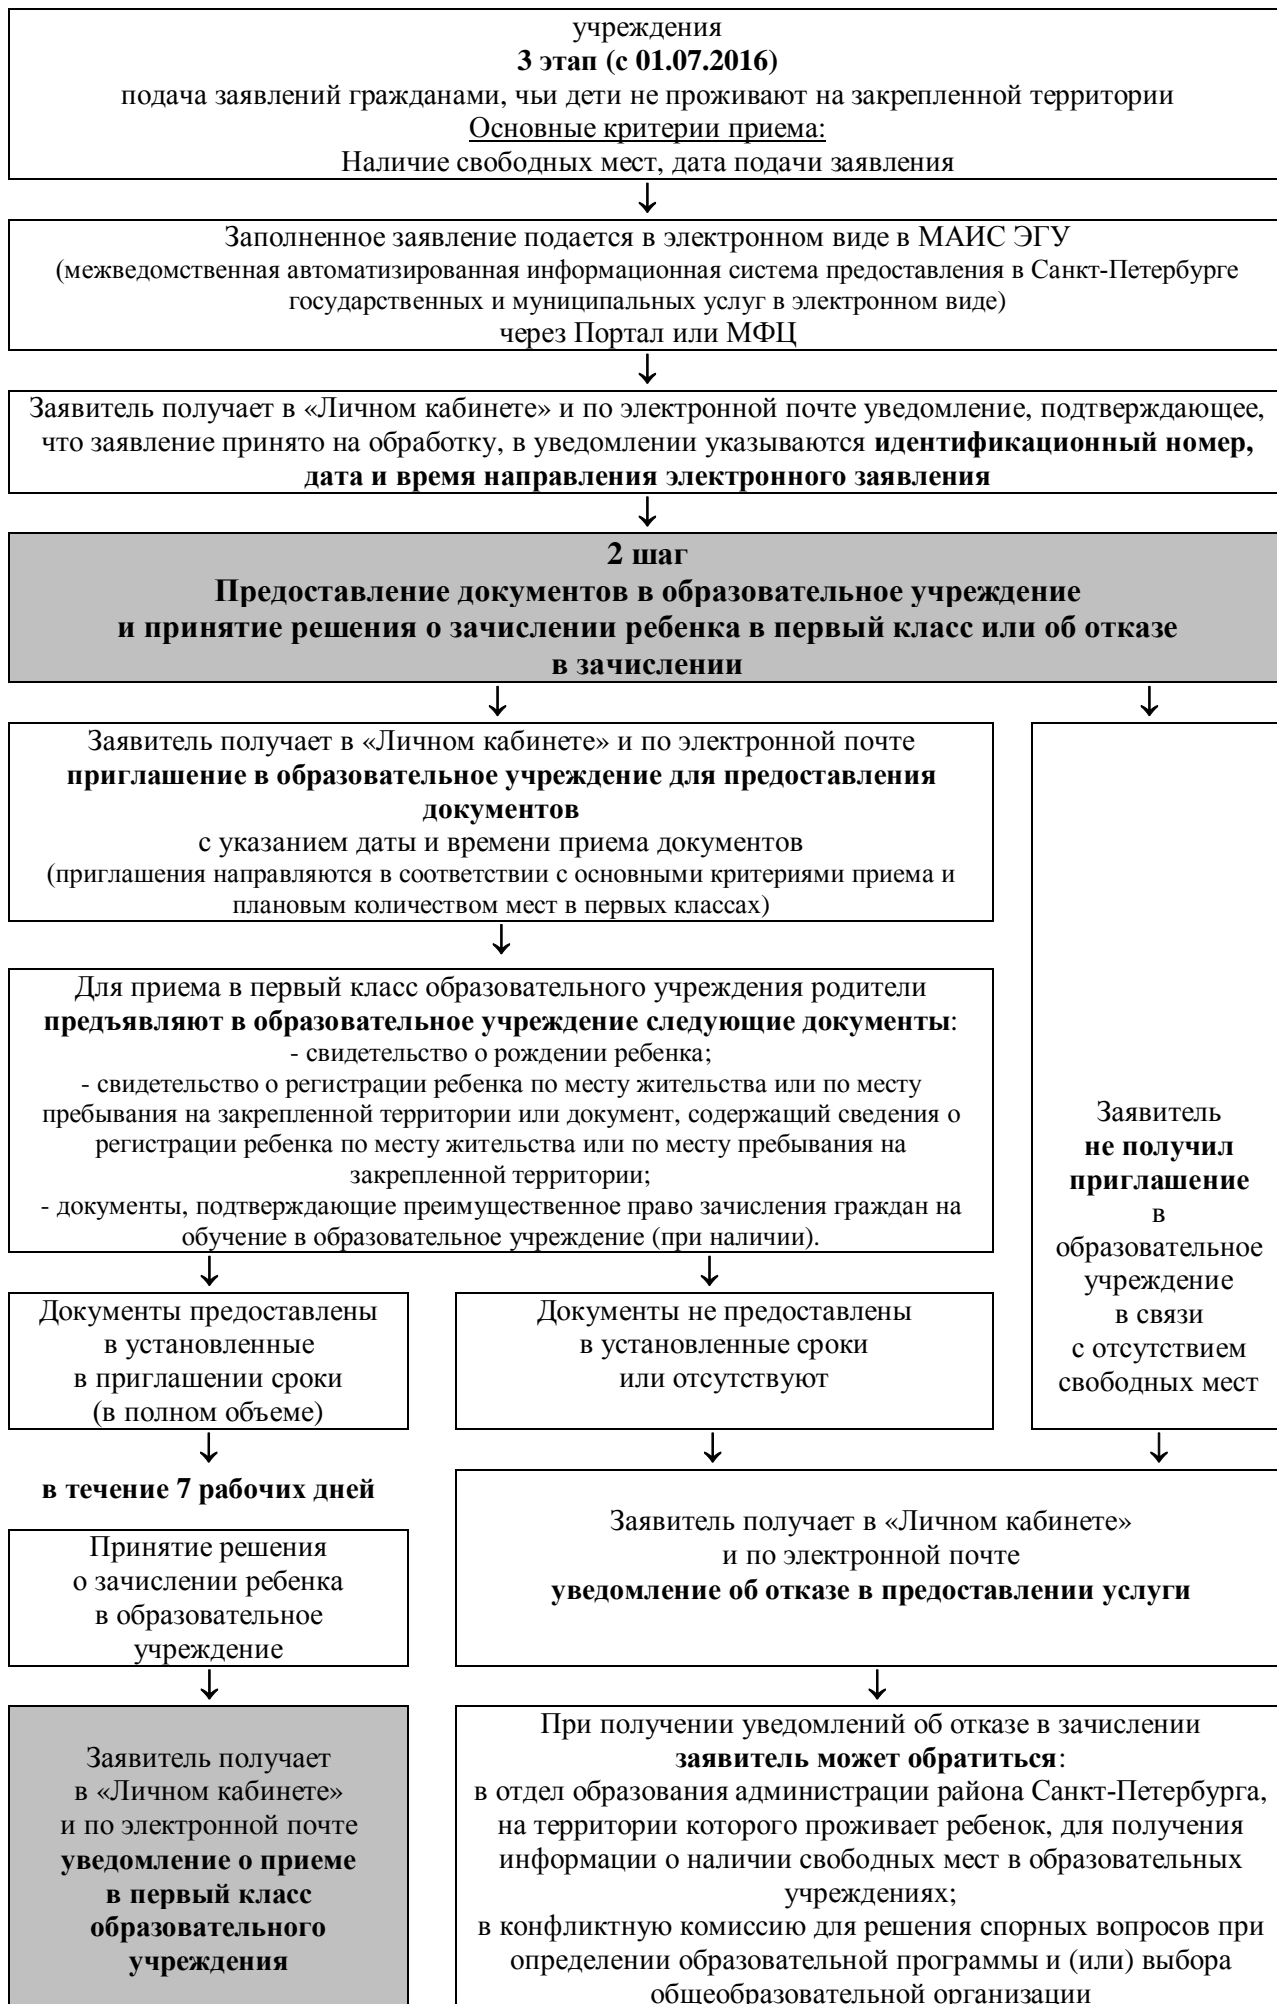 учреждения
3 этап (с 01.07.2016)
подача заявлений гражданами, чьи дети не проживают на закрепленной территории
Основные критерии приема:
Наличие свободных мест, дата подачи заявления
Заполненное заявление подается в электронном виде в МАИС ЭГУ
(межведомственная автоматизированная информационная система предоставления в Санкт-Петербурге
государственных и муниципальных услуг в электронном виде)
через Портал или МФЦ
Заявитель получает в «Личном кабинете» и по электронной почте уведомление, подтверждающее,
что заявление принято на обработку, в уведомлении указываются идентификационный номер,
дата и время направления электронного заявления
2 шаг
Предоставление документов в образовательное учреждение
и принятие решения о зачислении ребенка в первый класс или об отказе
в зачислении
Заявитель получает в «Личном кабинете» и по электронной почте
приглашение в образовательное учреждение для предоставления
документов
с указанием даты и времени приема документов
(приглашения направляются в соответствии с основными критериями приема и
плановым количеством мест в первых классах)
Для приема в первый класс образовательного учреждения родители
предъявляют в образовательное учреждение следующие документы:
- свидетельство о рождении ребенка;
- свидетельство о регистрации ребенка по месту жительства или по месту
пребывания на закрепленной территории или документ, содержащий сведения о
регистрации ребенка по месту жительства или по месту пребывания на
закрепленной территории;
- документы, подтверждающие преимущественное право зачисления граждан на
обучение в образовательное учреждение (при наличии).
Заявитель
не получил
приглашение
в
образовательное
учреждение
в связи
с отсутствием
свободных мест
Документы предоставлены
в установленные
в приглашении сроки
(в полном объеме)
Документы не предоставлены
в установленные сроки
или отсутствуют
в течение 7 рабочих дней
Принятие решения
о зачислении ребенка
в образовательное
учреждение
Заявитель получает в «Личном кабинете»
и по электронной почте
уведомление об отказе в предоставлении услуги
Заявитель получает
в «Личном кабинете»
и по электронной почте
уведомление о приеме
в первый класс
образовательного
учреждения
При получении уведомлений об отказе в зачислении
заявитель может обратиться:
в отдел образования администрации района Санкт-Петербурга,
на территории которого проживает ребенок, для получения
информации о наличии свободных мест в образовательных
учреждениях;
в конфликтную комиссию для решения спорных вопросов при
определении образовательной программы и (или) выбора
общеобразовательной организации